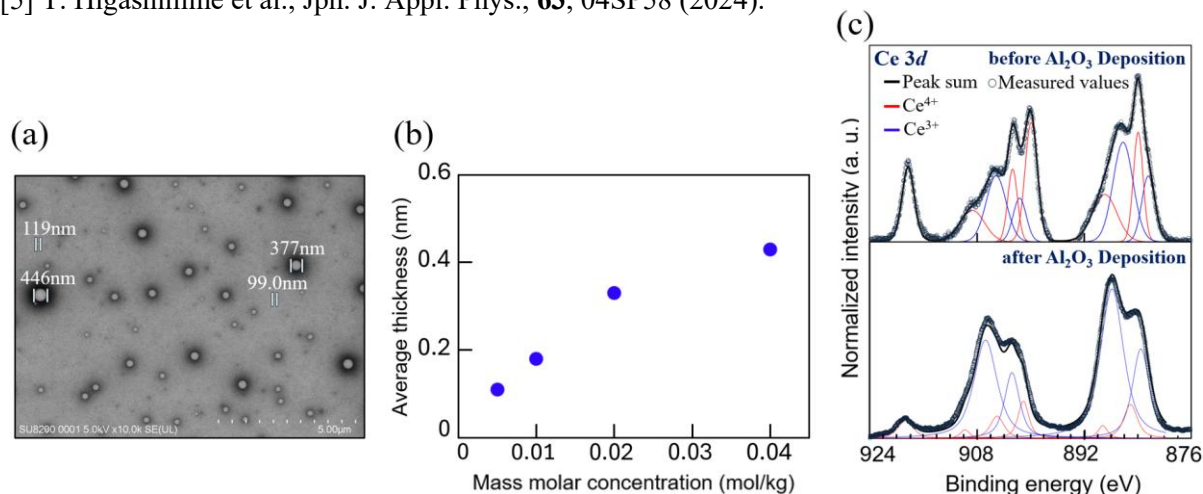 [5] T. Higashimine et al., Jpn. J. Appl. Phys., 63, 04SP58 (2024).
(a)
119nm
377nm
446nm
99.0nm
SU8290 0001 5.0kV x10.0k SE(UL)
5.00μm
(b)
0.6
0.4
0.2
0
Average thickness (nm)
0
0.01
0.02
0.03
0.04
Mass molar concentration (mol/kg)
(c)
Ce 3d
before Al₂O₃ Deposition
Peak sum
Measured values
Ce⁴⁺
Ce³⁺
after Al₂O₃ Deposition
Normalized intensity (a. u.)
924
908
892
876
Binding energy (eV)